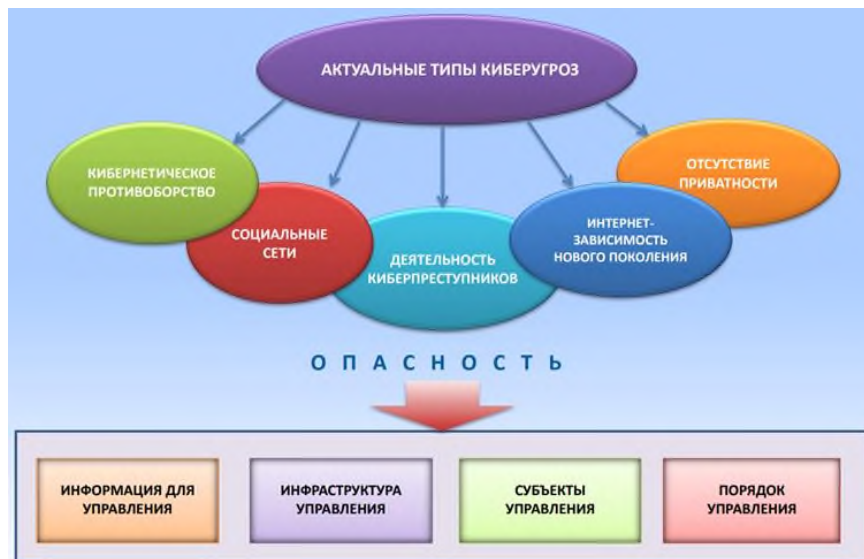 АКТУАЛЬНЫЕ ТИПЫ КИБЕРУГРОЗ
КИБЕРНЕТИЧЕСКОЕ
ПРОТИВОБОРСТВО
СОЦИАЛЬНЫЕ
СЕТИ
ДЕЯТЕЛЬНОСТЬ
КИБЕРПРЕСТУПНИКОВ
ИНТЕРНЕТ-
ЗАВИСИМОСТЬ
НОВОГО ПОКОЛЕНИЯ
ОТСУТСТВИЕ
ПРИВАТНОСТИ
О П А С Н О С Т Ь
ИНФОРМАЦИЯ ДЛЯ
УПРАВЛЕНИЯ
ИНФРАСТРУКТУРА
УПРАВЛЕНИЯ
СУБЪЕКТЫ
УПРАВЛЕНИЯ
ПОРЯДОК
УПРАВЛЕНИЯ